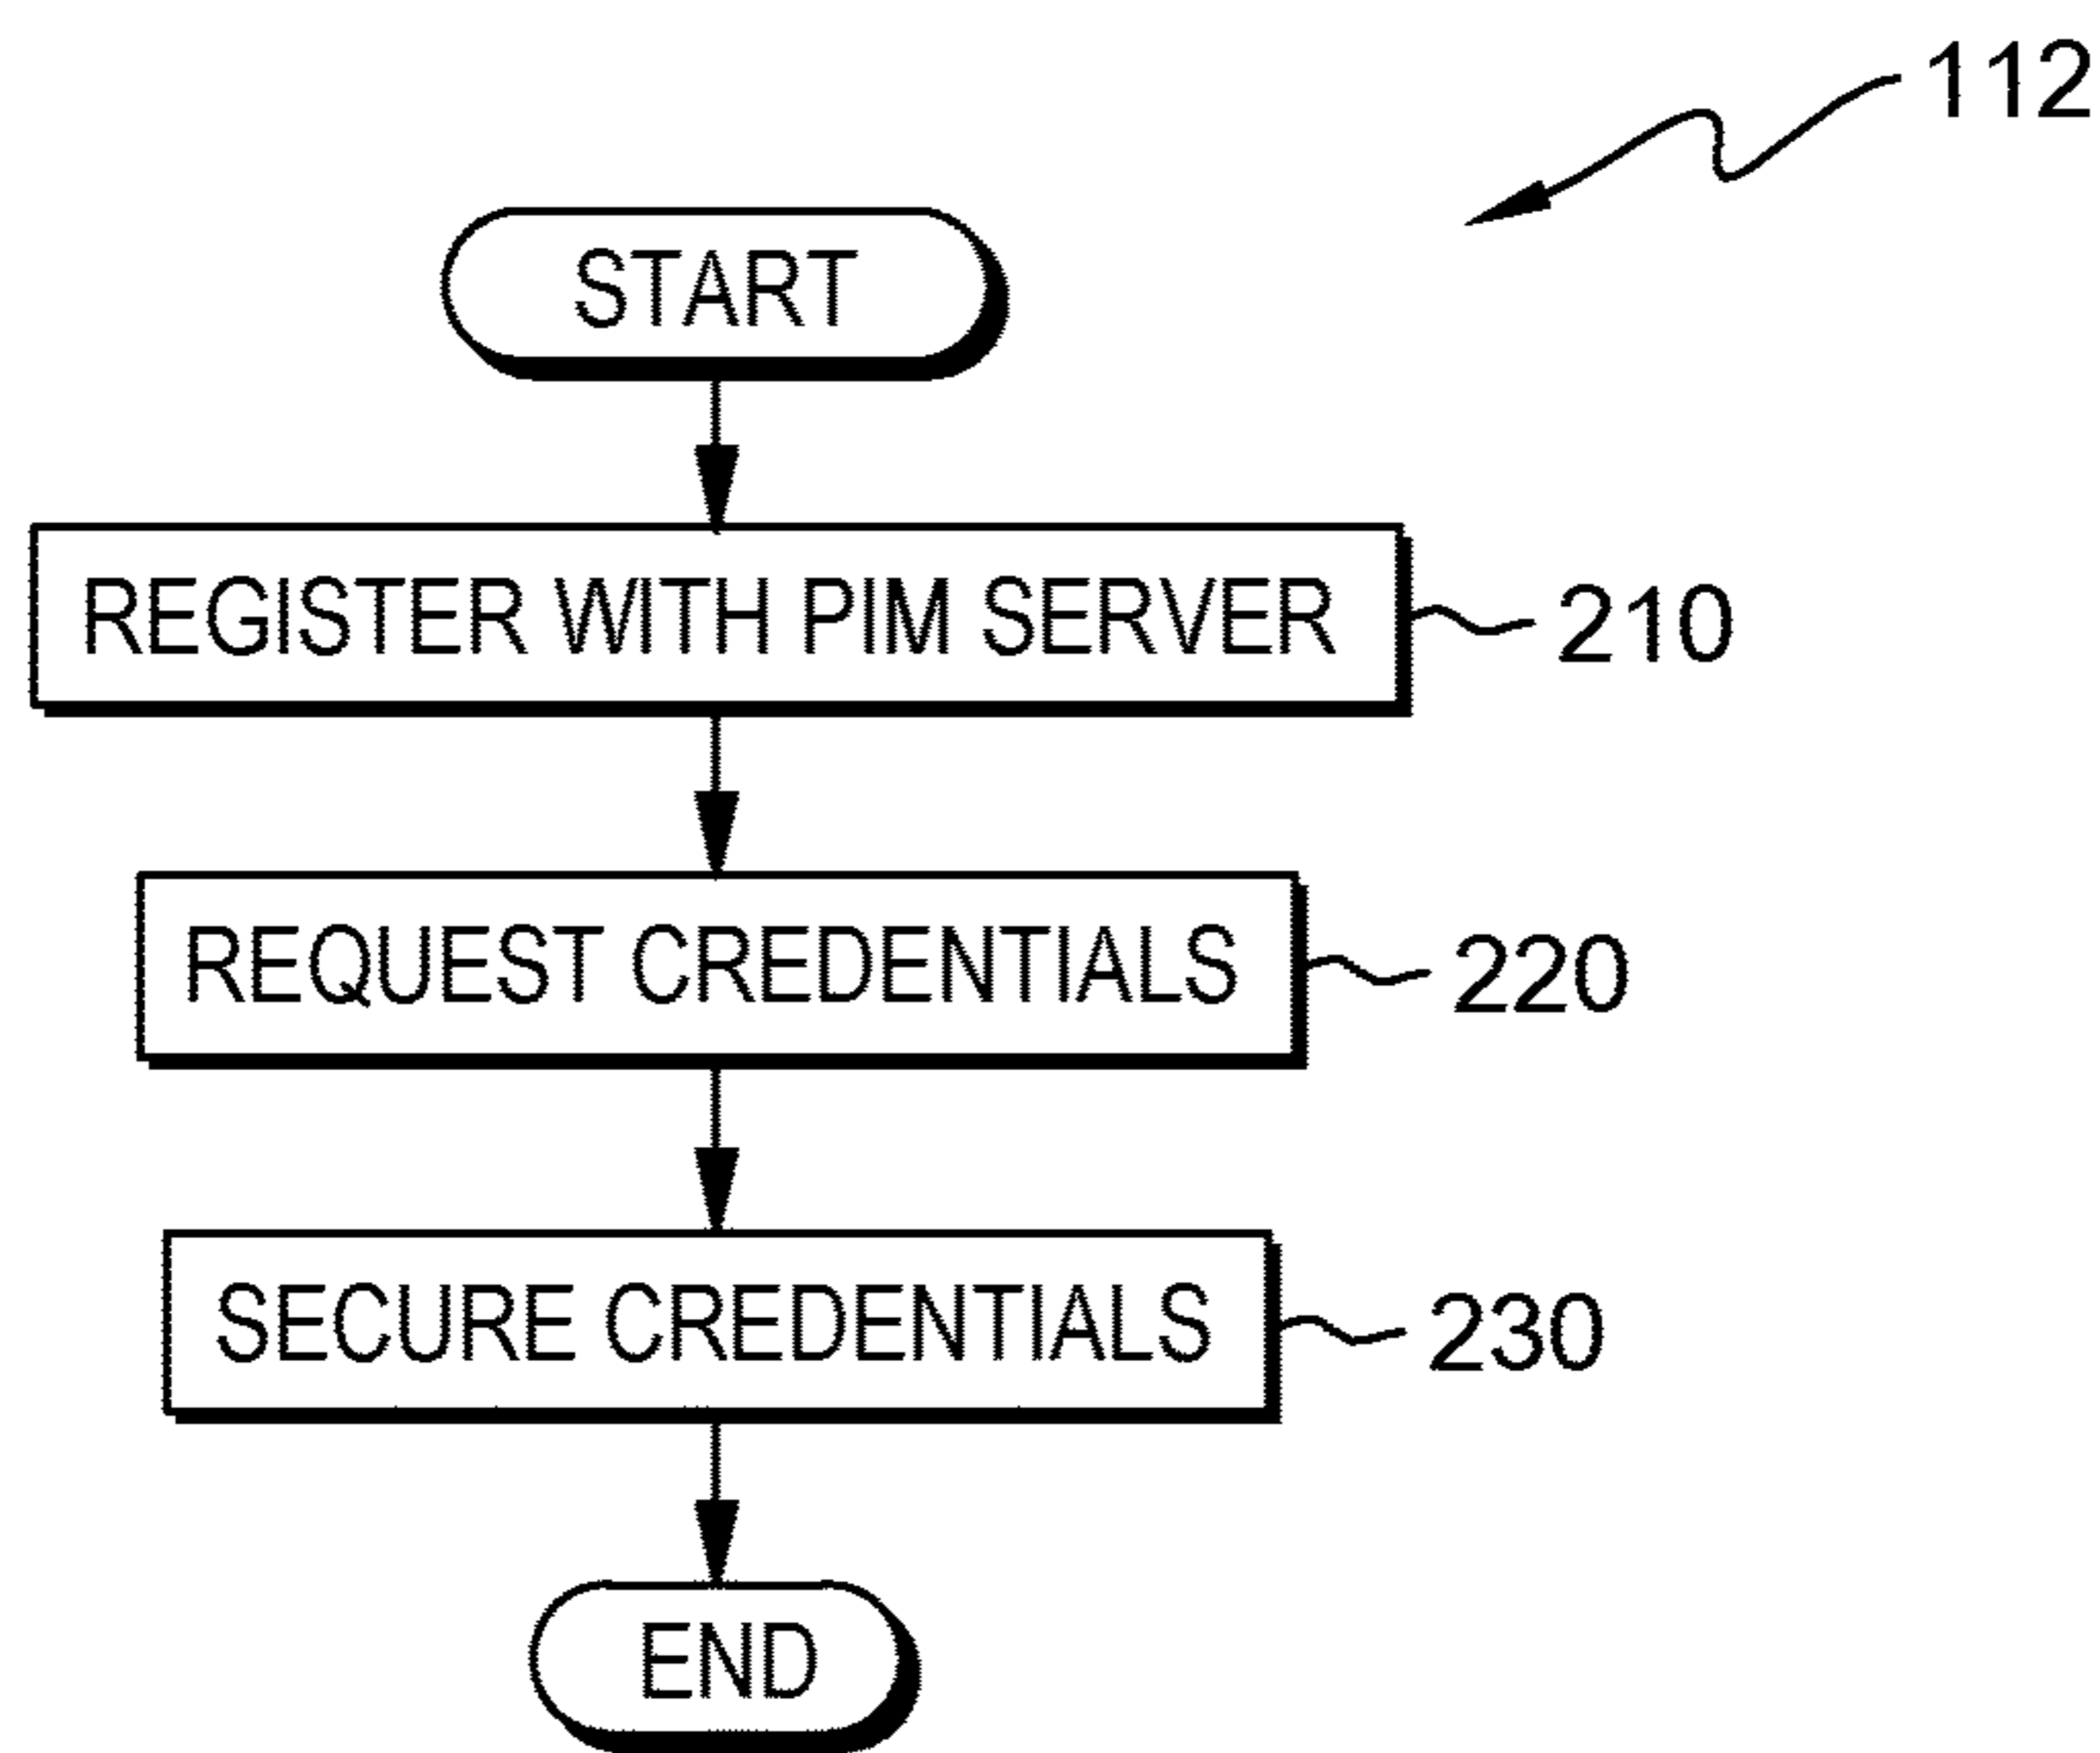 112
START
REGISTER WITH PIM SERVER
210
REQUEST CREDENTIALS
220
SECURE CREDENTIALS
230
END